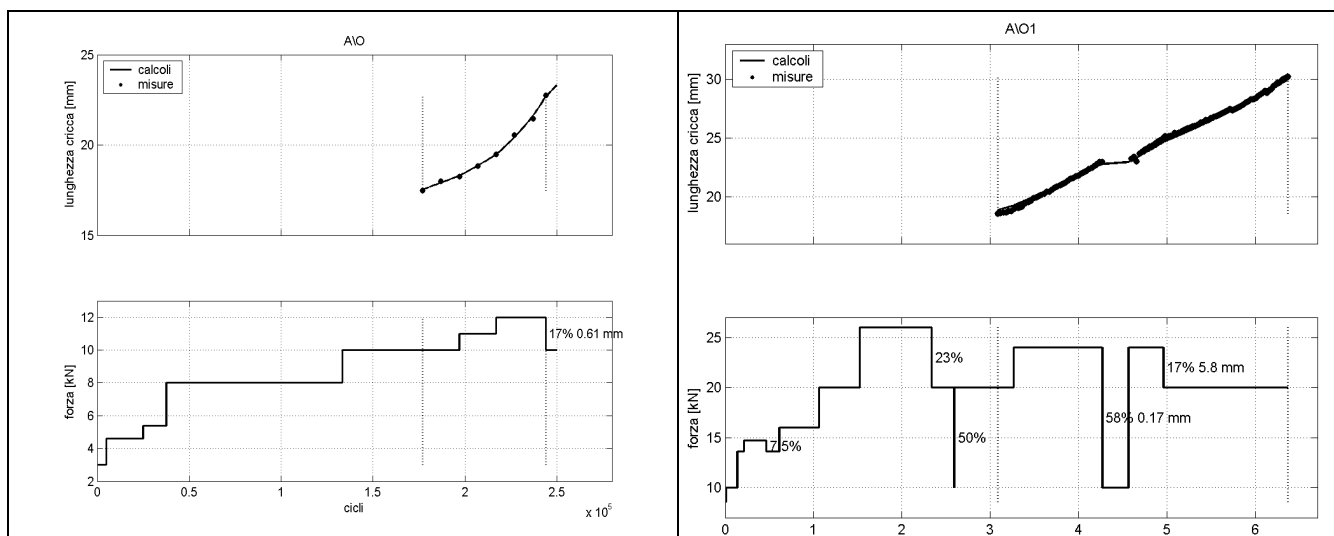 A\O
25
20
15
lunghezza cricca [mm]
calcoli
misure
12
10
8
6
4
2
forza [kN]
17% 0.61 mm
0 0.5 1 1.5 2 2.5
cicli
x 10^5
A\O1
30
25
20
lunghezza cricca [mm]
calcoli
misure
25
20
15
10
forza [kN]
7.5%
23%
50%
58% 0.17 mm
17% 5.8 mm
0 1 2 3 4 5 6